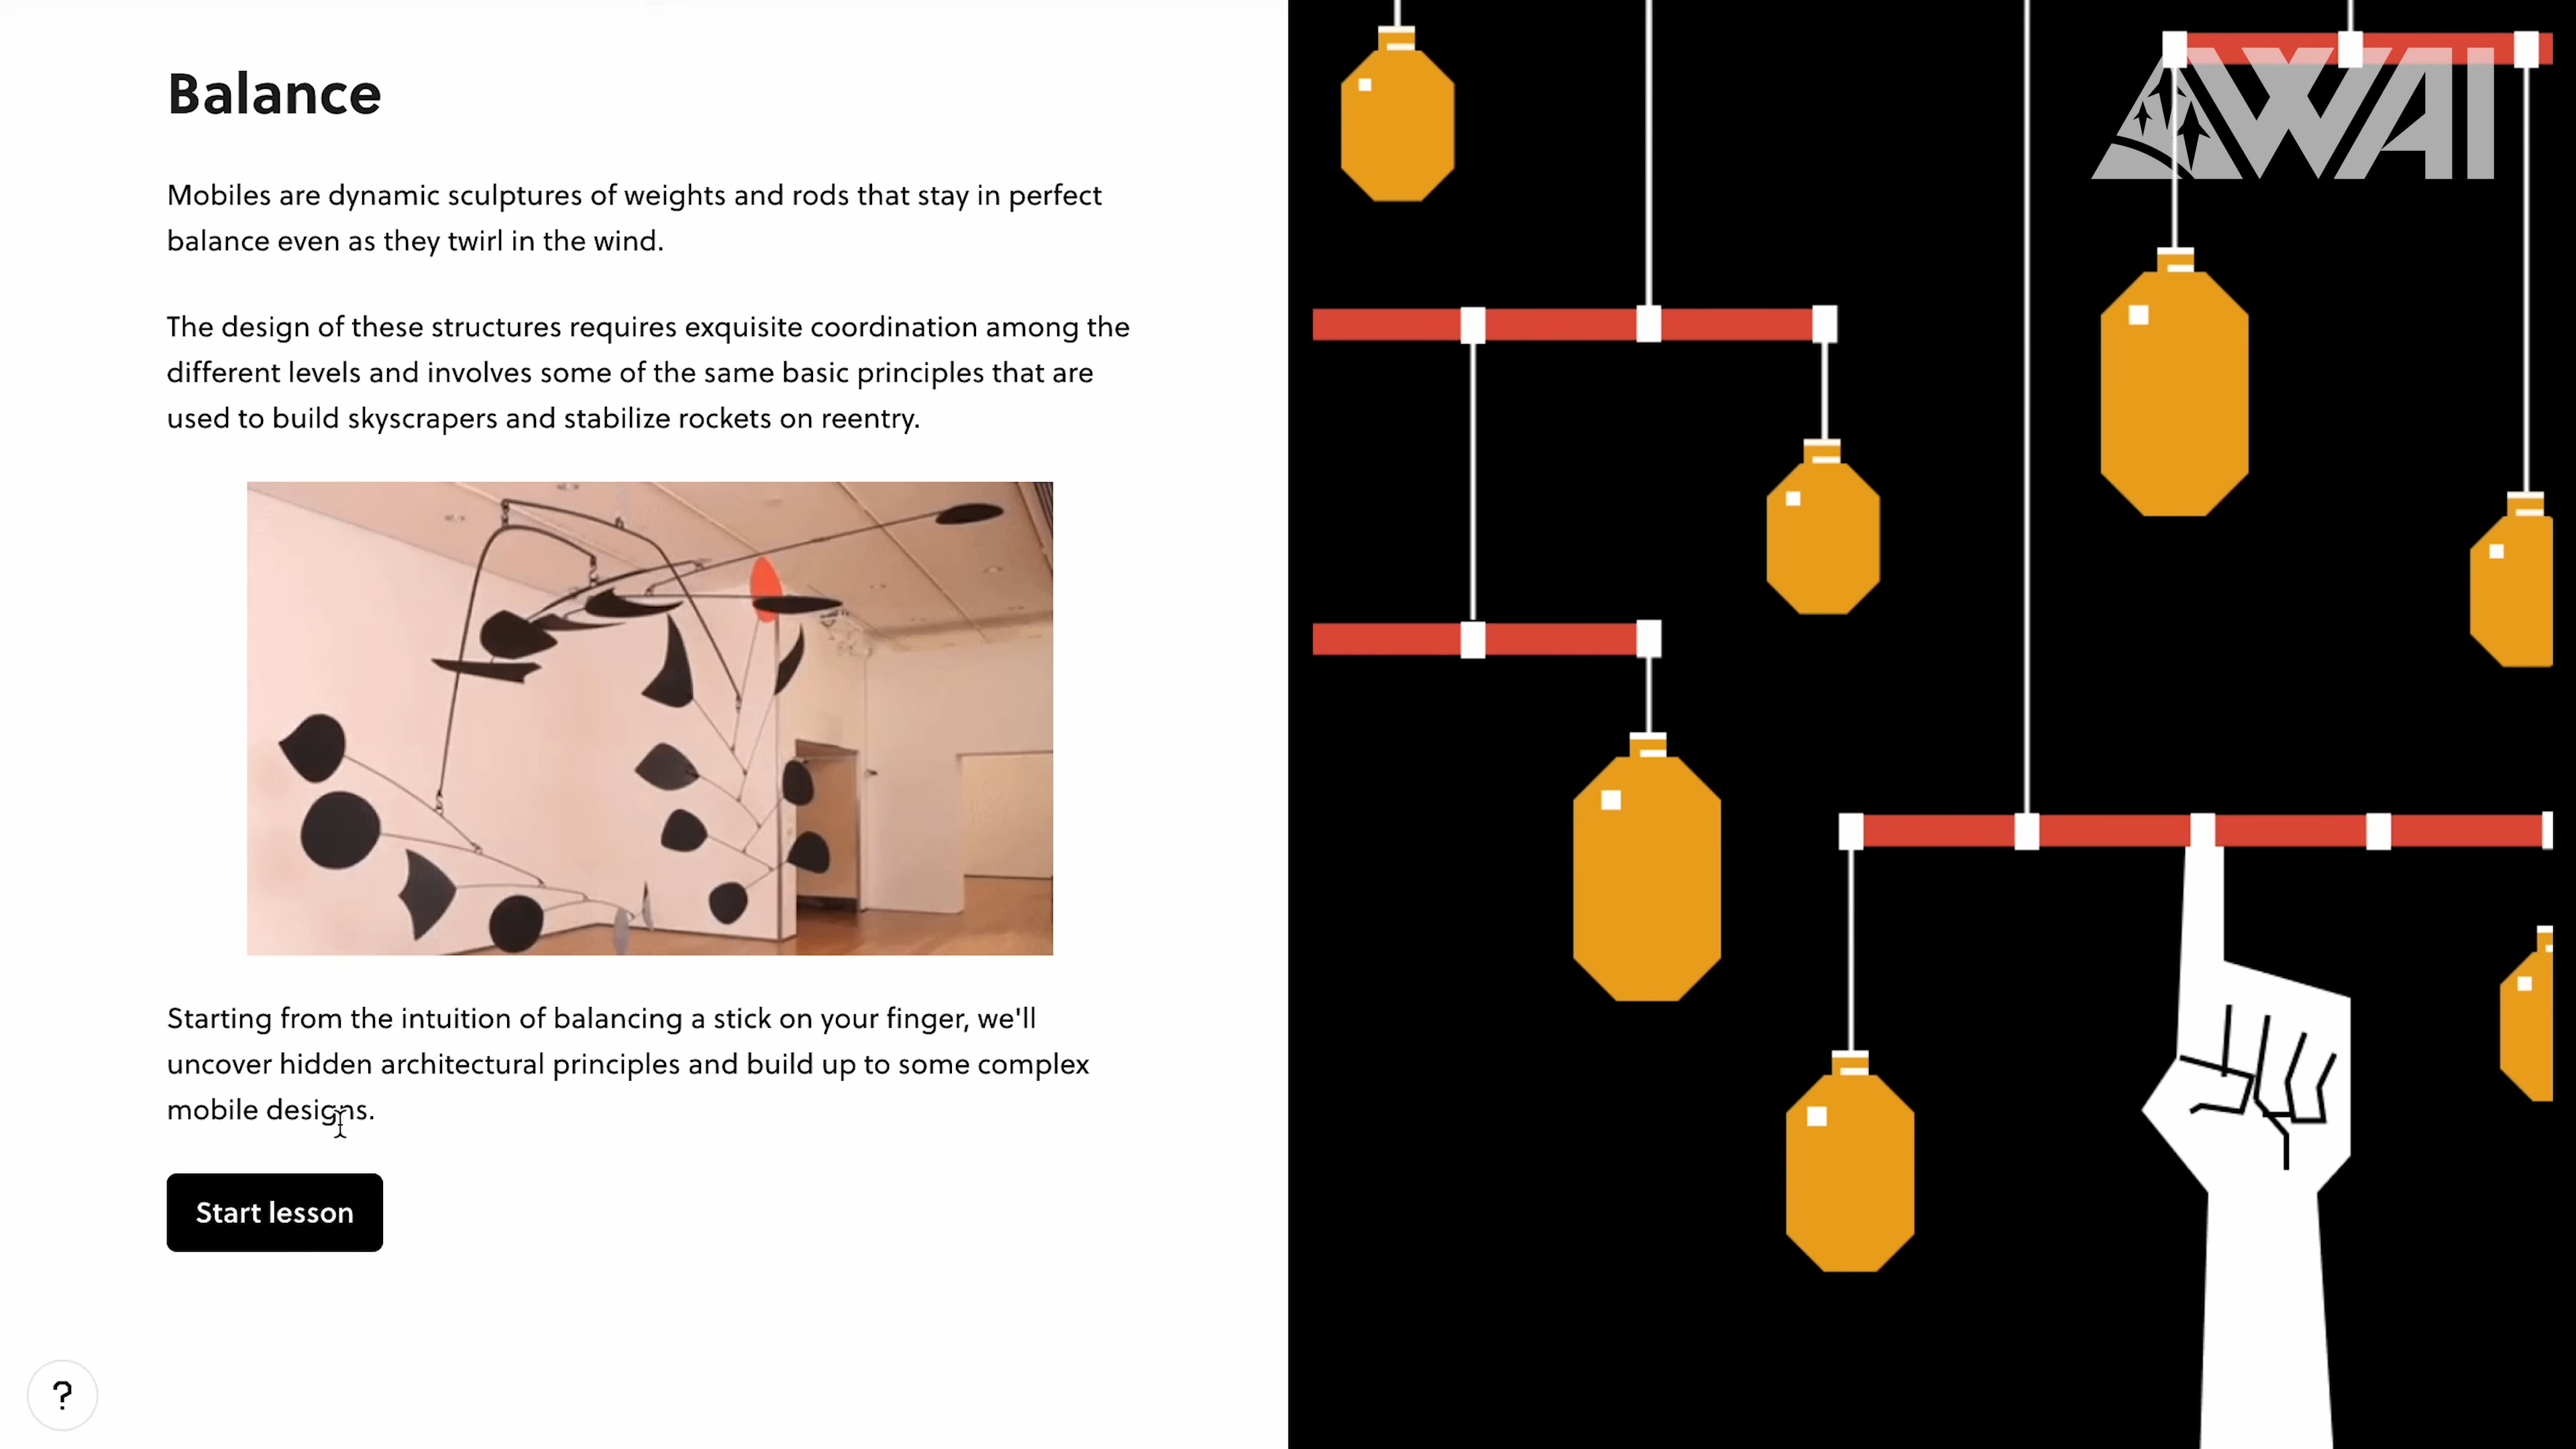 Balance
Mobiles are dynamic sculptures of weights and rods that stay in perfect
balance even as they twirl in the wind.
The design of these structures requires exquisite coordination among the
different levels and involves some of the same basic principles that are
used to build skyscrapers and stabilize rockets on reentry.
Starting from the intuition of balancing a stick on your finger, we'll
uncover hidden architectural principles and build up to some complex
mobile designs.
Start lesson
?
AWAI